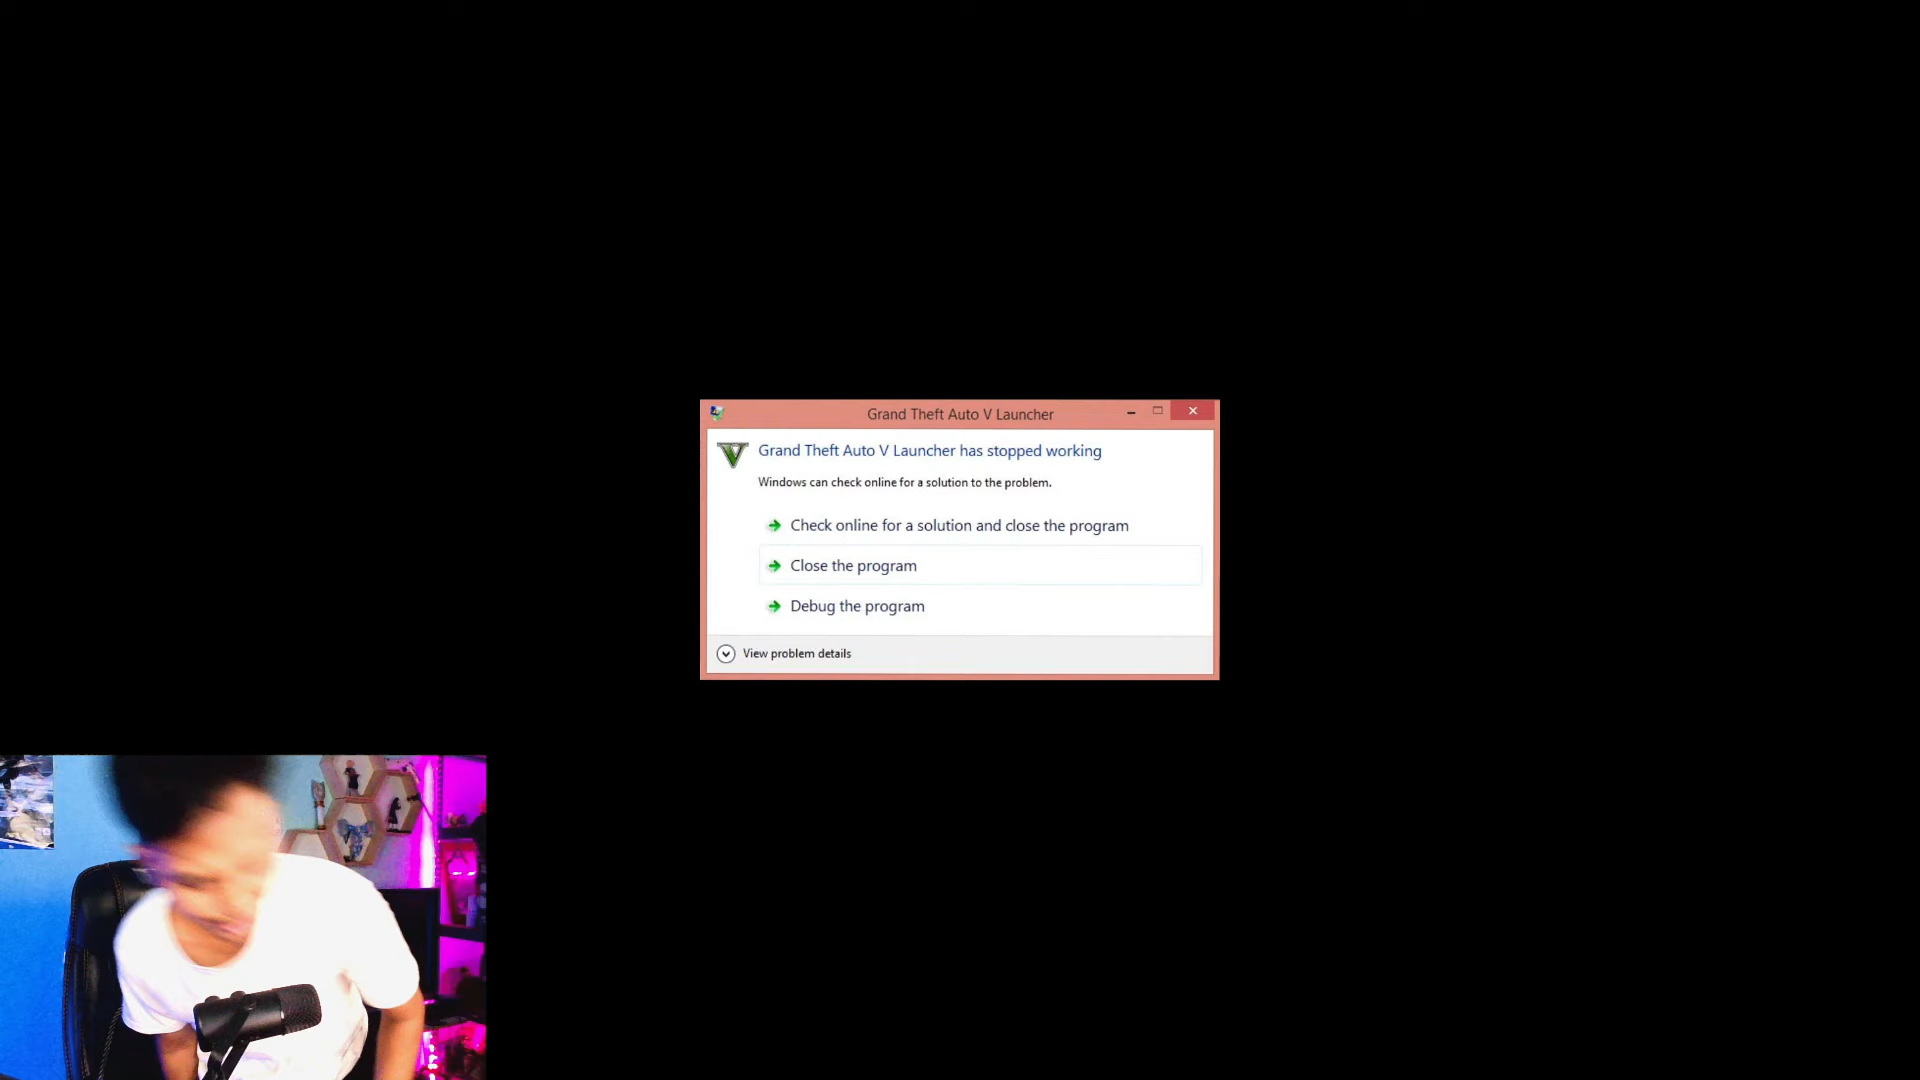 Grand Theft Auto V Launcher
Grand Theft Auto V Launcher has stopped working
Windows can check online for a solution to the problem.
Check online for a solution and close the program
Close the program
Debug the program
View problem details